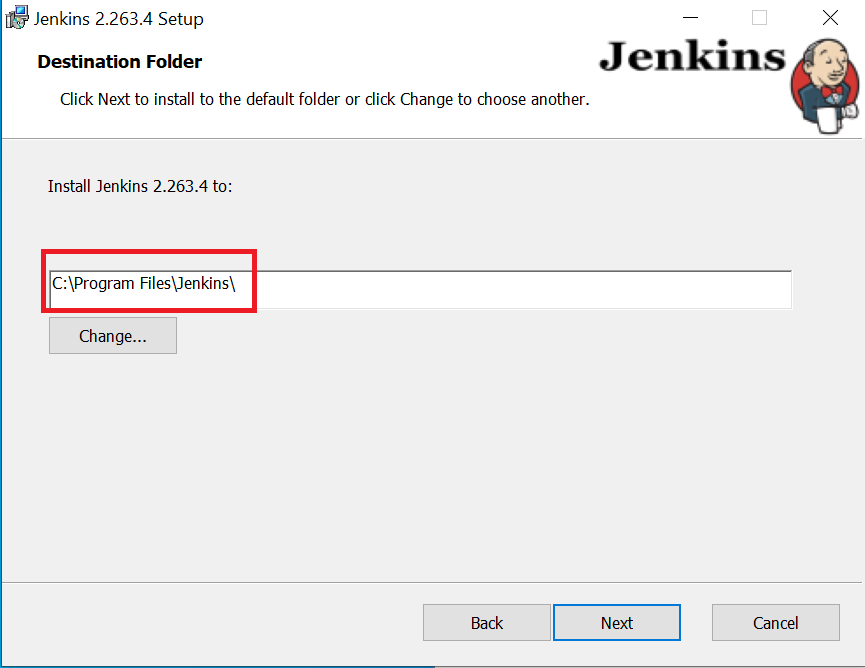 Jenkins 2.263.4 Setup
Destination Folder
Jenkins
Click Next to install to the default folder or click Change to choose another.
Install Jenkins 2.263.4 to:
C:\Program Files\Jenkins\
Change...
Back
Next
Cancel